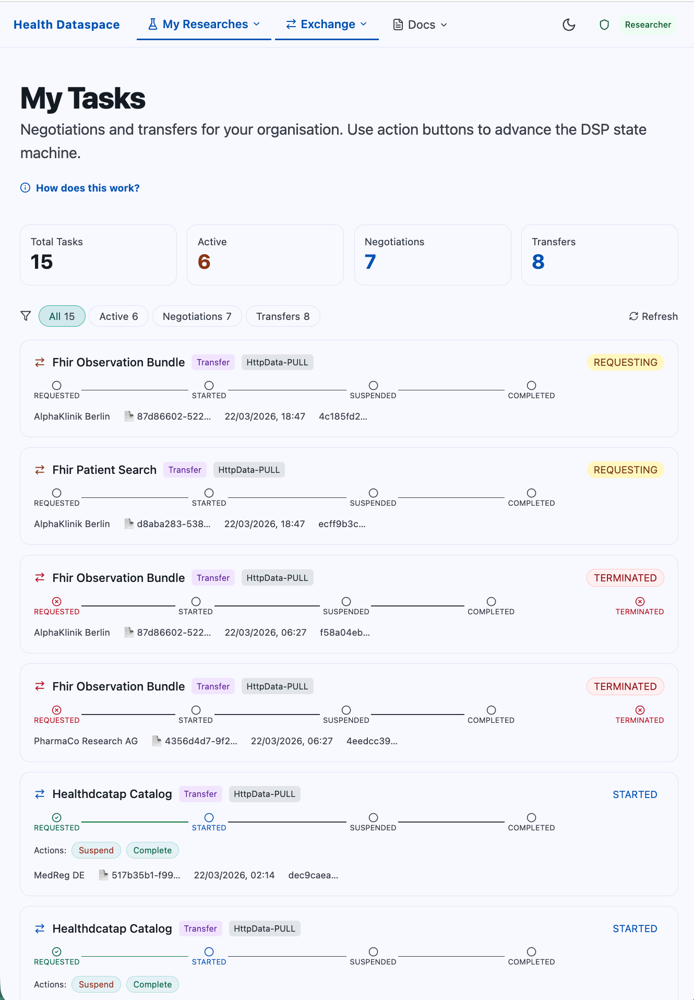 Health Dataspace
My Researches
Exchange
Docs
Researcher
My Tasks
Negotiations and transfers for your organisation. Use action buttons to advance the DSP state
machine.
How does this work?
Total Tasks
15
Active
6
Negotiations
7
Transfers
8
All 15
Active 6
Negotiations 7
Transfers 8
Refresh
Fhir Observation Bundle Transfer HttpData-PULL REQUESTING
REQUESTED STARTED SUSPENDED COMPLETED
AlphaKlinik Berlin 87d86602-522... 22/03/2026, 18:47 4c185fd2...
Fhir Patient Search Transfer HttpData-PULL REQUESTING
REQUESTED STARTED SUSPENDED COMPLETED
AlphaKlinik Berlin d8aba283-538... 22/03/2026, 18:47 ecff9b3c...
Fhir Observation Bundle Transfer HttpData-PULL TERMINATED
REQUESTED STARTED SUSPENDED COMPLETED TERMINATED
AlphaKlinik Berlin 87d86602-522... 22/03/2026, 06:27 f58a04eb...
Fhir Observation Bundle Transfer HttpData-PULL TERMINATED
REQUESTED STARTED SUSPENDED COMPLETED TERMINATED
PharmaCo Research AG 4356d4d7-9f2... 22/03/2026, 06:27 4eedcc39...
Healthdcatap Catalog Transfer HttpData-PULL STARTED
REQUESTED STARTED SUSPENDED COMPLETED
Actions: Suspend Complete
MedReg DE 517b35b1-f99... 22/03/2026, 02:14 dec9caea...
Healthdcatap Catalog Transfer HttpData-PULL STARTED
REQUESTED STARTED SUSPENDED COMPLETED
Actions: Suspend Complete